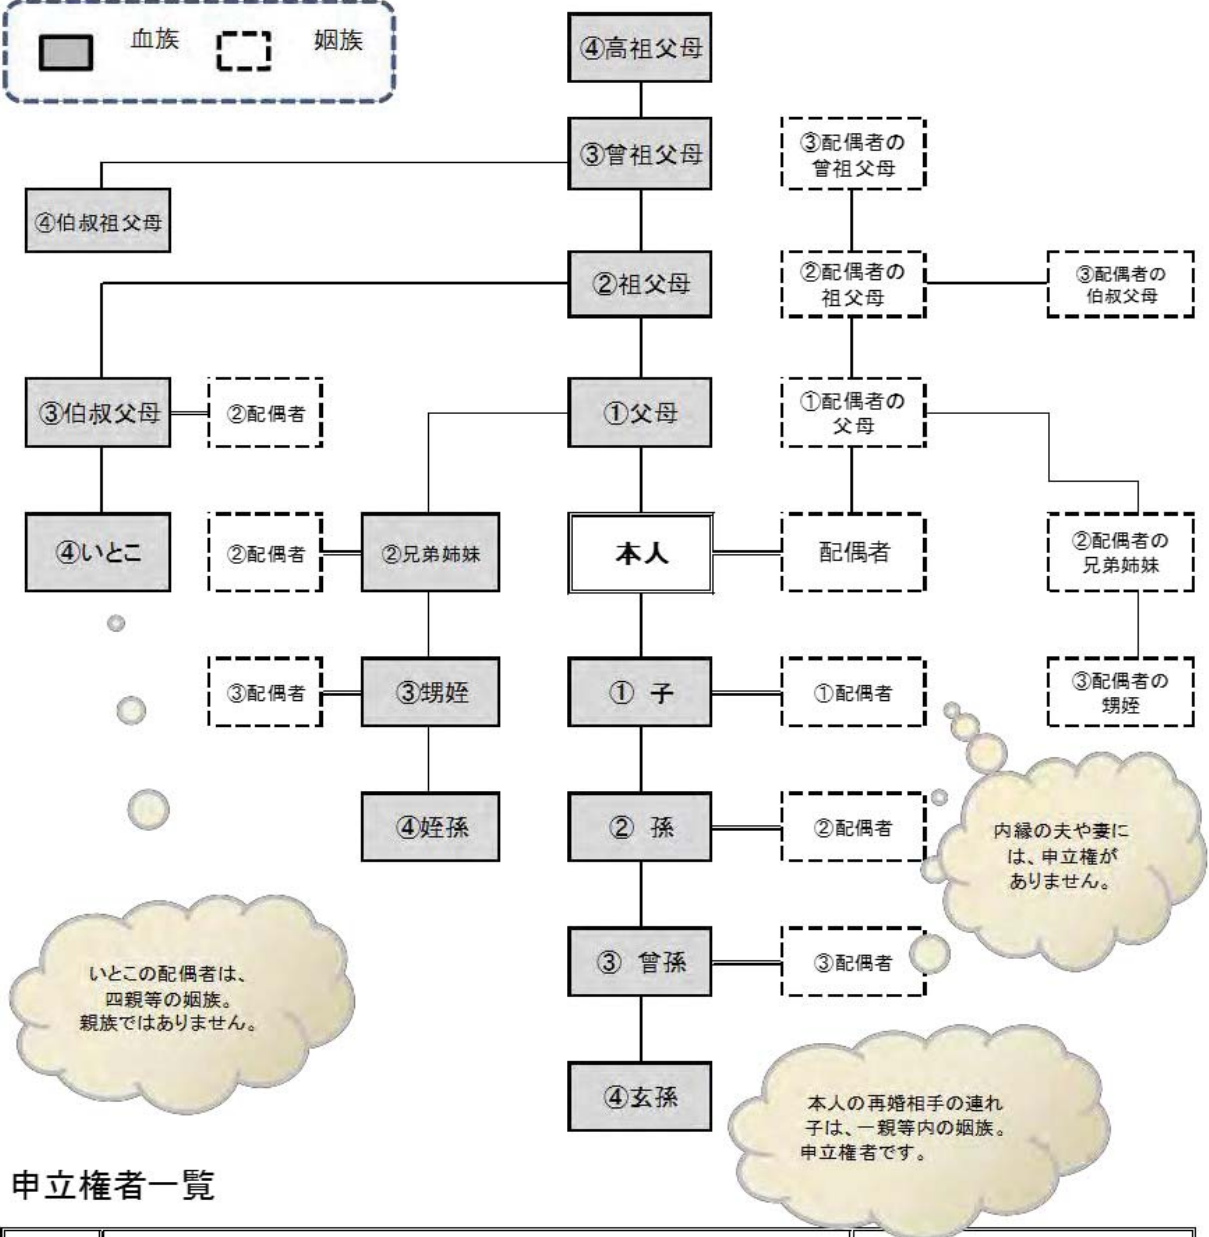 血族
姻族
④高祖父母
③曾祖父母
③配偶者の
曾祖父母
④伯叔祖父母
②祖父母
②配偶者の
祖父母
③配偶者の
伯叔父母
③伯叔父母
②配偶者
①父母
①配偶者の
父母
④いとこ
②配偶者
②兄弟姉妹
本人
配偶者
②配偶者の
兄弟姉妹
③配偶者
③甥姪
① 子
①配偶者
③配偶者の
甥姪
④姪孫
② 孫
②配偶者
内縁の夫や妻に
は、申立権が
ありません。
いとこの配偶者は、
四親等の姻族。
親族ではありません。
③ 曾孫
③配偶者
④玄孫
本人の再婚相手の連れ
子は、一親等内の姻族。
申立権者です。
申立権者一覧